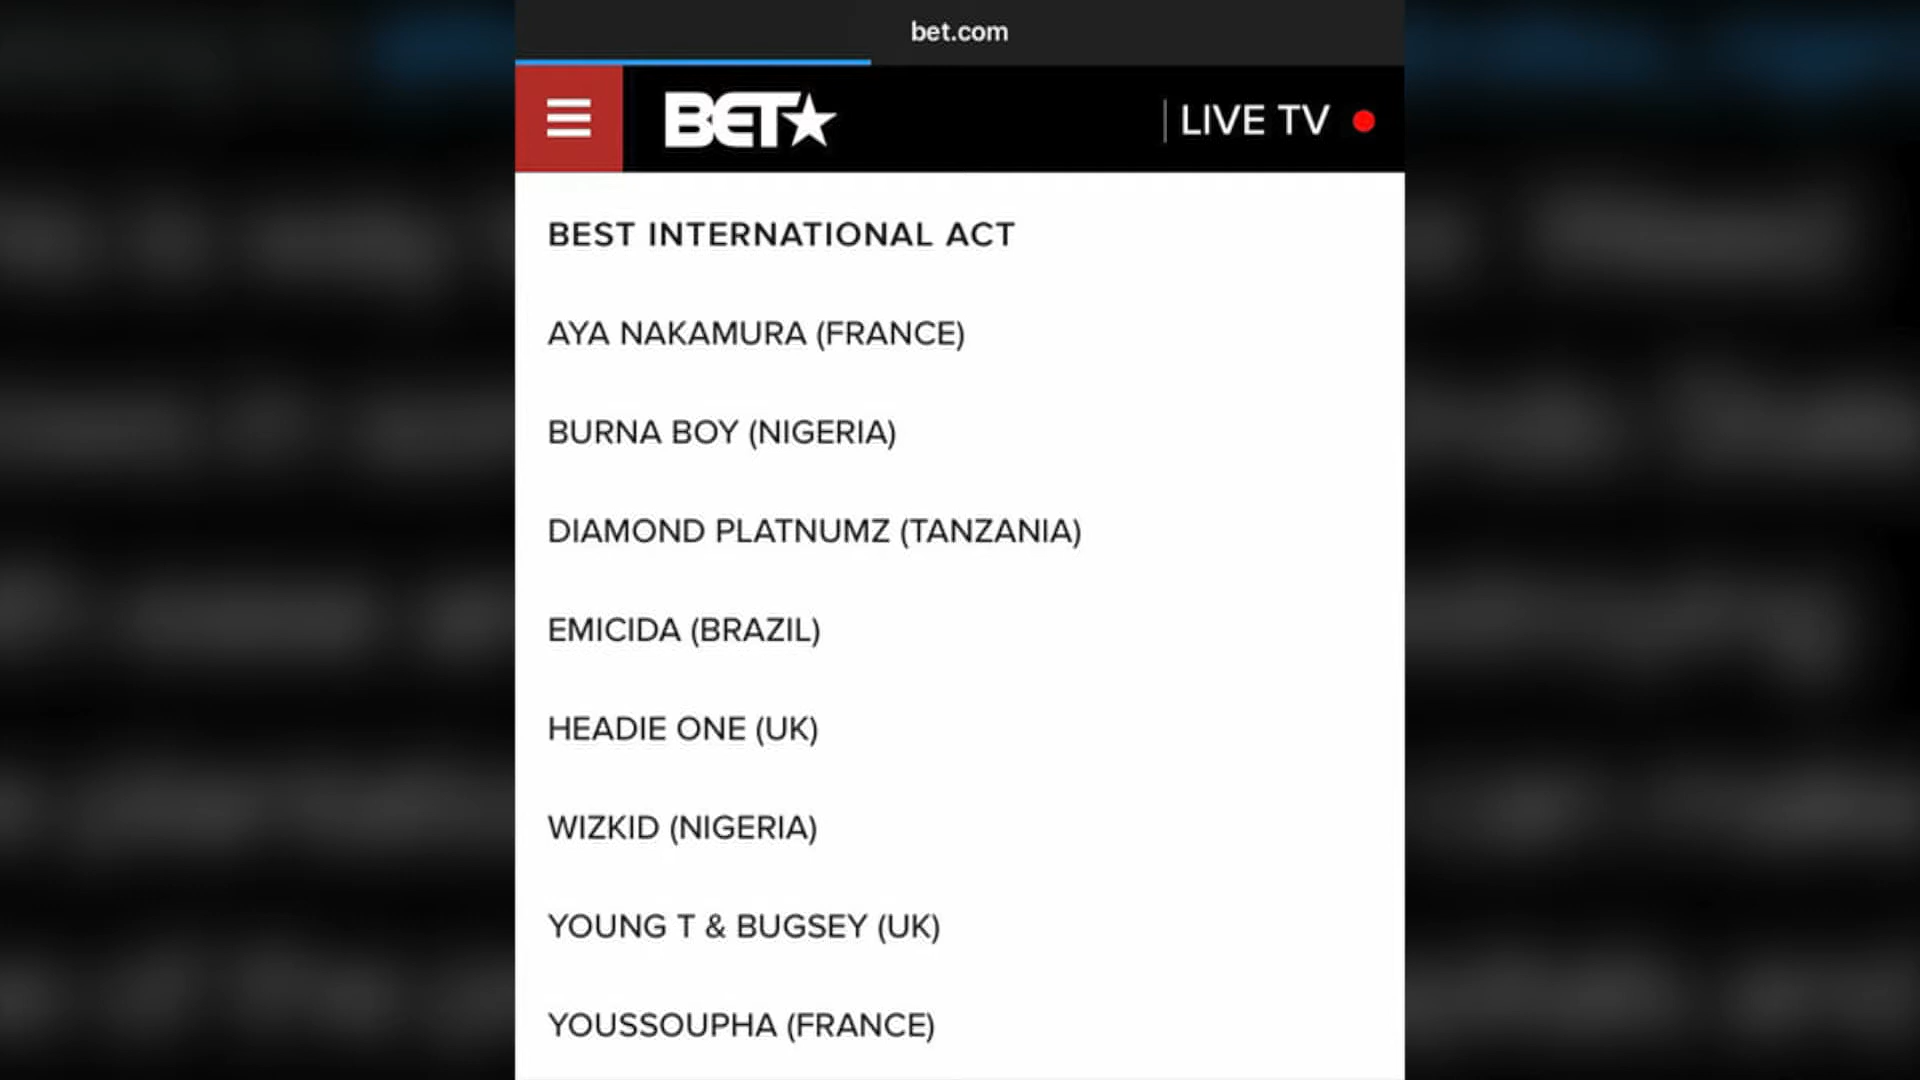 bet.com
BET★ | LIVE TV
BEST INTERNATIONAL ACT
AYA NAKAMURA (FRANCE)
BURNA BOY (NIGERIA)
DIAMOND PLATNUMZ (TANZANIA)
EMICIDA (BRAZIL)
HEADIE ONE (UK)
WIZKID (NIGERIA)
YOUNG T & BUGSEY (UK)
YOUSSOUPHA (FRANCE)